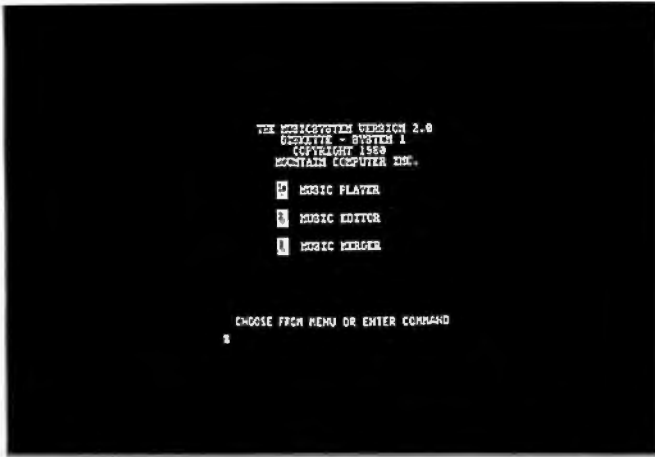 THE MUSICSYSTEM VERSION 2.0
DISKETTE - SYSTEM 1
COPYRIGHT 1980
MOUNTAIN COMPUTER INC.
MUSIC PLAYER
MUSIC EDITOR
MUSIC MERGER
CHOOSE FROM MENU OR ENTER COMMAND